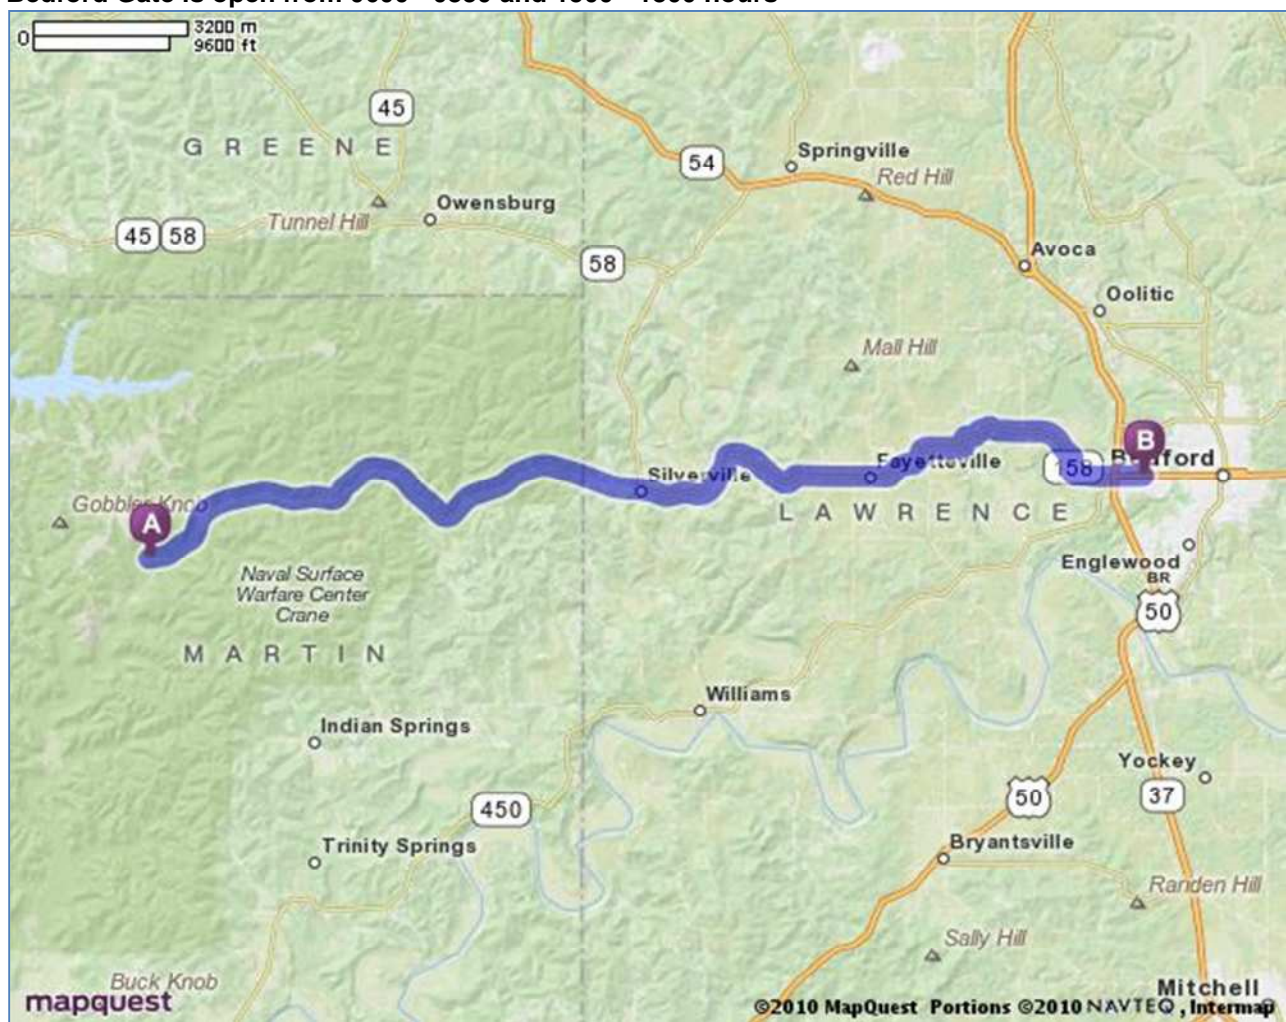 3200 m
0
9600 ft
45
GREENE
54
Springville
Red Hill
Owensburg
Tunnel Hill
45 58
58
Avoca
Oolitic
Mall Hill
B
Bedford
158
Fayetteville
Silverville
Gobbler Knob
A
LAWRENCE
Naval Surface
Warfare Center
Crane
Englewood
BR
50
MARTIN
Williams
Indian Springs
Yockey
50
37
450
Trinity Springs
Bryantsville
Randen Hill
Sally Hill
Buck Knob
Mitchell
mapquest
©2010 MapQuest Portions ©2010 NAVTEQ, Intermap